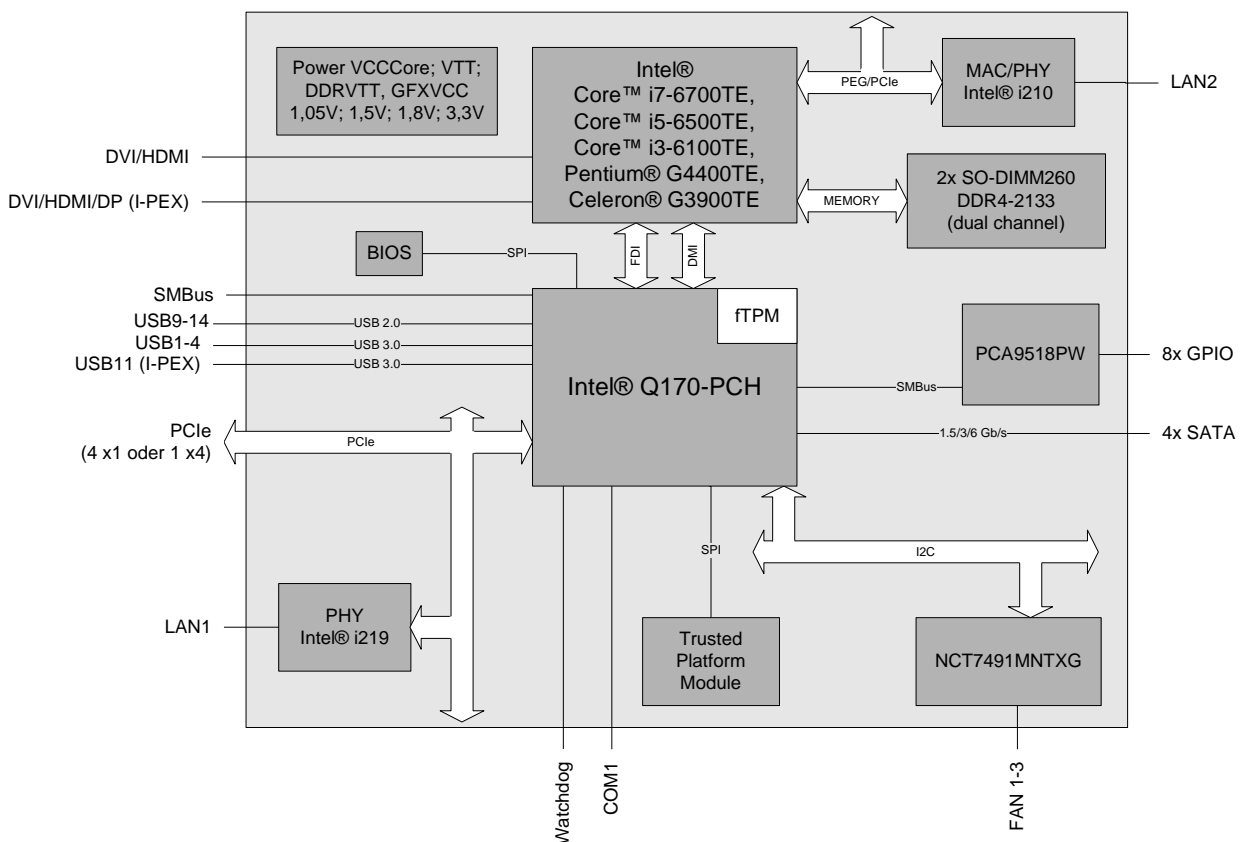 Power VCCCore; VTT;
DDRVTT, GFXVCC
1,05V; 1,5V; 1,8V; 3,3V
Intel®
Core™ i7-6700TE,
Core™ i5-6500TE,
Core™ i3-6100TE,
Pentium® G4400TE,
Celeron® G3900TE
PEG/PCIe
MAC/PHY
Intel® i210
LAN2
DVI/HDMI
DVI/HDMI/DP (I-PEX)
MEMORY
2x SO-DIMM260
DDR4-2133
(dual channel)
BIOS
SPI
FDI
DMI
SMBus
USB9-14
USB 2.0
USB1-4
USB 3.0
USB11 (I-PEX)
USB 3.0
fTPM
Intel® Q170-PCH
PCA9518PW
8x GPIO
SMBus
1.5/3/6 Gb/s
4x SATA
PCIe
(4 x1 oder 1 x4)
PCIe
SPI
I2C
LAN1
PHY
Intel® i219
Trusted
Platform
Module
NCT7491MNTXG
Watchdog
COM1
FAN 1-3